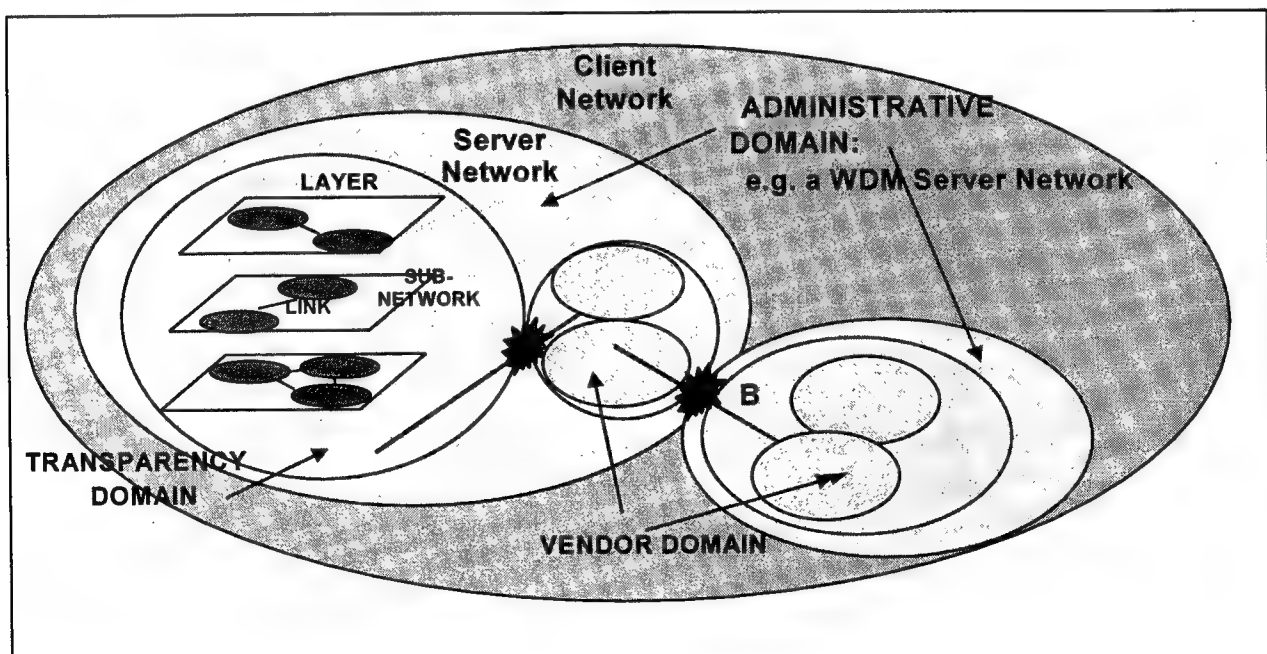 Client
Network
ADMINISTRATIVE
DOMAIN:
e.g. a WDM Server Network
Server
Network
LAYER
SUB-
NETWORK
LINK
B
TRANSPARENCY
DOMAIN
VENDOR DOMAIN